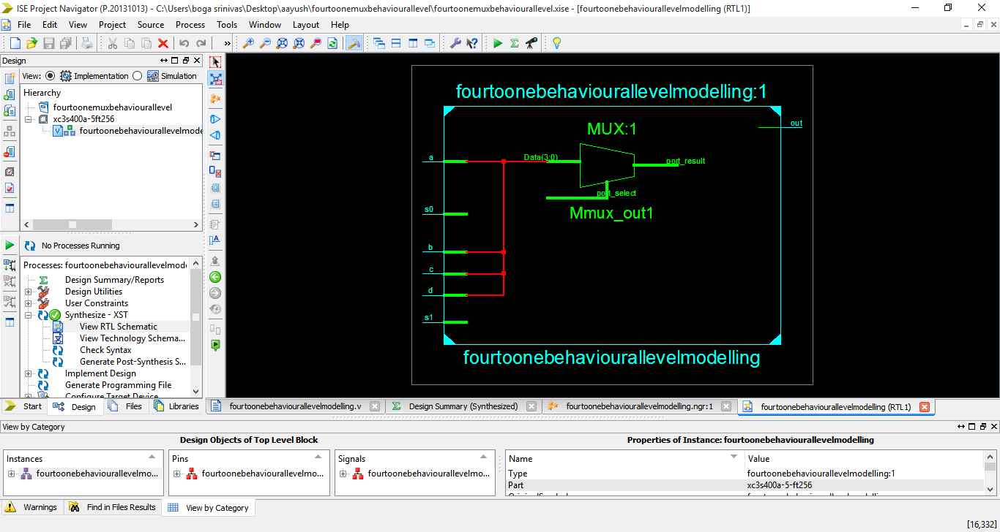 ISE Project Navigator (P.20131013) - C:\Users\boga srinivas\Desktop\aayush\fourtoonemuxbehaviourallevel\fourtoonemuxbehaviourallevel.xise - [fourtoonebehaviourallevelmodelling (RTL1)]
File Edit View Project Source Process Tools Window Layout Help
Design
View: Implementation Simulation
Hierarchy
fourtoonemuxbehaviourallevel
xc3s400a-5ft256
V fourtoonebehaviourallevelmode
No Processes Running
Processes: fourtoonebehaviourallevelmod
Design Summary/Reports
Design Utilities
User Constraints
Synthesize - XST
View RTL Schematic
View Technology Schema...
Check Syntax
Generate Post-Synthesis S...
Implement Design
Generate Programming File
Configure Target Device
Start Design Files Libraries
fourtoonebehaviourallevelmodelling:1
out
MUX:1
a
Data(3:0)
port_result
port_select
s0
Mmux_out1
b
c
d
s1
fourtoonebehaviourallevelmodelling
fourtoonebehaviourallevelmodelling.v
Design Summary (Synthesized)
fourtoonebehaviourallevelmodelling.ngr:1
fourtoonebehaviourallevelmodelling (RTL1)
View by Category
Design Objects of Top Level Block
Properties of Instance: fourtoonebehaviourallevelmodelling
Instances
fourtoonebehaviourallevelmo...
Pins
fourtoonebehaviourallevelmo...
Signals
fourtoonebehaviourallevelmo...
Name Value
Type fourtoonebehaviourallevelmodelling:1
Part xc3s400a-5-ft256
Warnings Find in Files Results View by Category
[16,332]